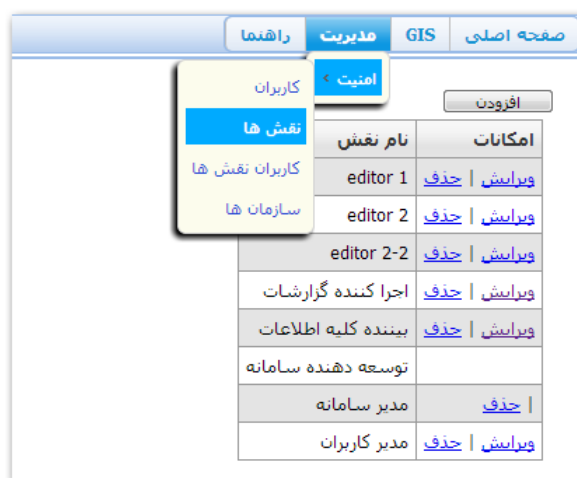 صفحه اصلی GIS مدیریت راهنما
امنیت ›
کاربران
نقش ها
کاربران نقش ها
سازمان ها
افزودن
امکانات نام نقش
ویرایش | حذف editor 1
ویرایش | حذف editor 2
ویرایش | حذف editor 2-2
ویرایش | حذف اجرا کننده گزارشات
ویرایش | حذف بیننده کلیه اطلاعات
توسعه دهنده سامانه
| حذف مدیر سامانه
ویرایش | حذف مدیر کاربران